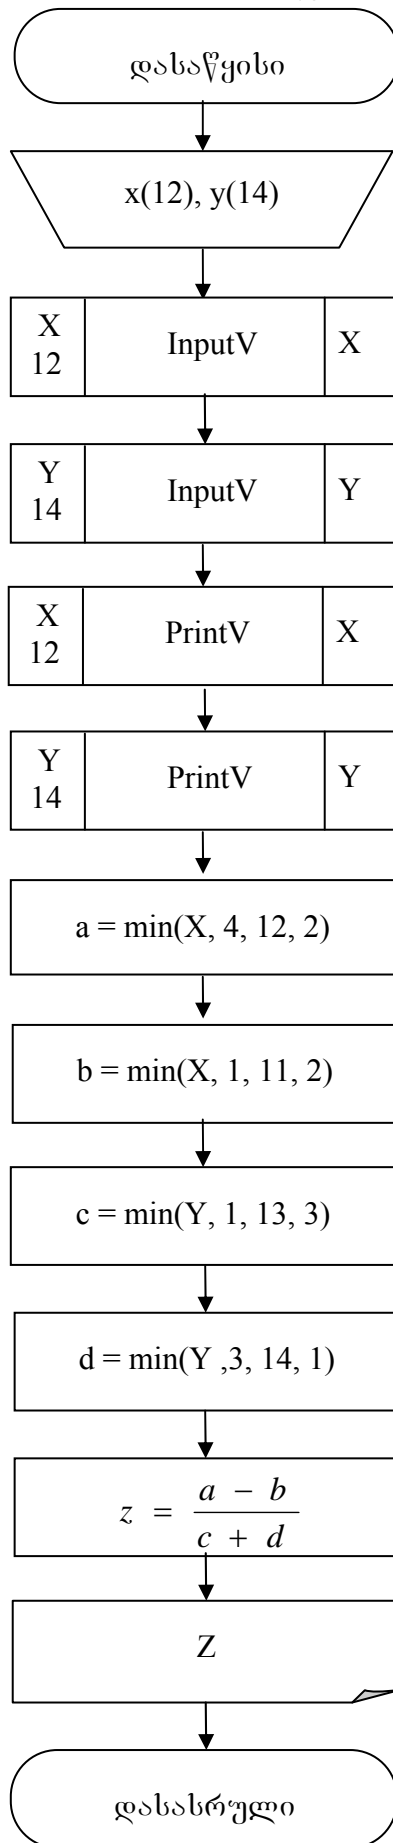 დასაწყისი
x(12), y(14)
X
12
InputV
X
Y
14
InputV
Y
X
12
PrintV
X
Y
14
PrintV
Y
a = min(X, 4, 12, 2)
b = min(X, 1, 11, 2)
c = min(Y, 1, 13, 3)
d = min(Y ,3, 14, 1)
z = a - b
c + d
Z
დასასრული